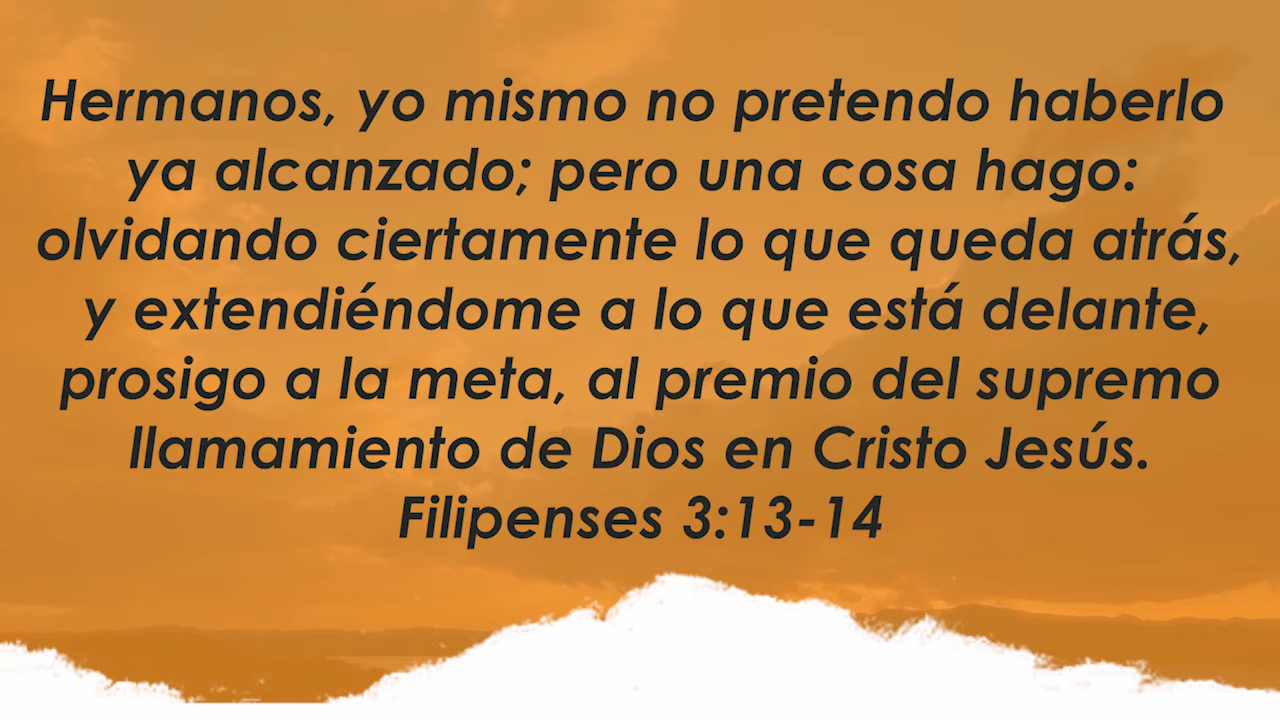 Hermanos, yo mismo no pretendo haberlo
ya alcanzado; pero una cosa hago:
olvidando ciertamente lo que queda atrás,
y extendiéndome a lo que está delante,
prosigo a la meta, al premio del supremo
llamamiento de Dios en Cristo Jesús.
Filipenses 3:13-14